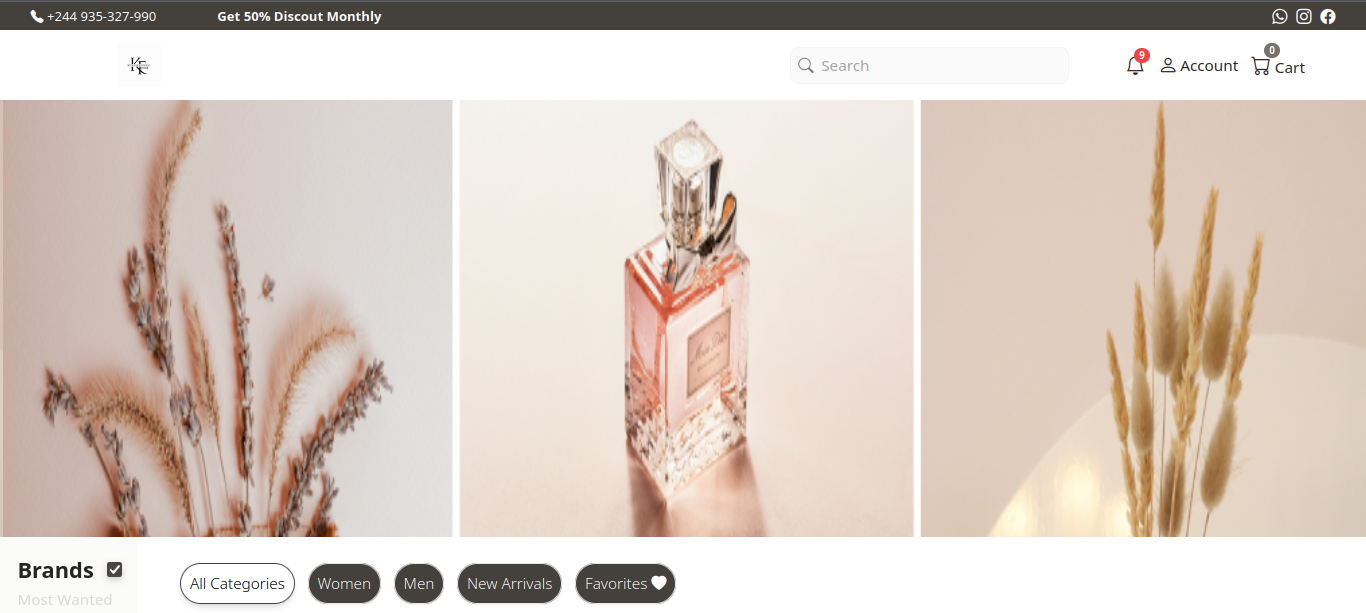 +244 935-327-990 Get 50% Discout Monthly
KE
Search 9 Account 0 Cart
Miss Dior
Brands
Most Wanted
All Categories Women Men New Arrivals Favorites